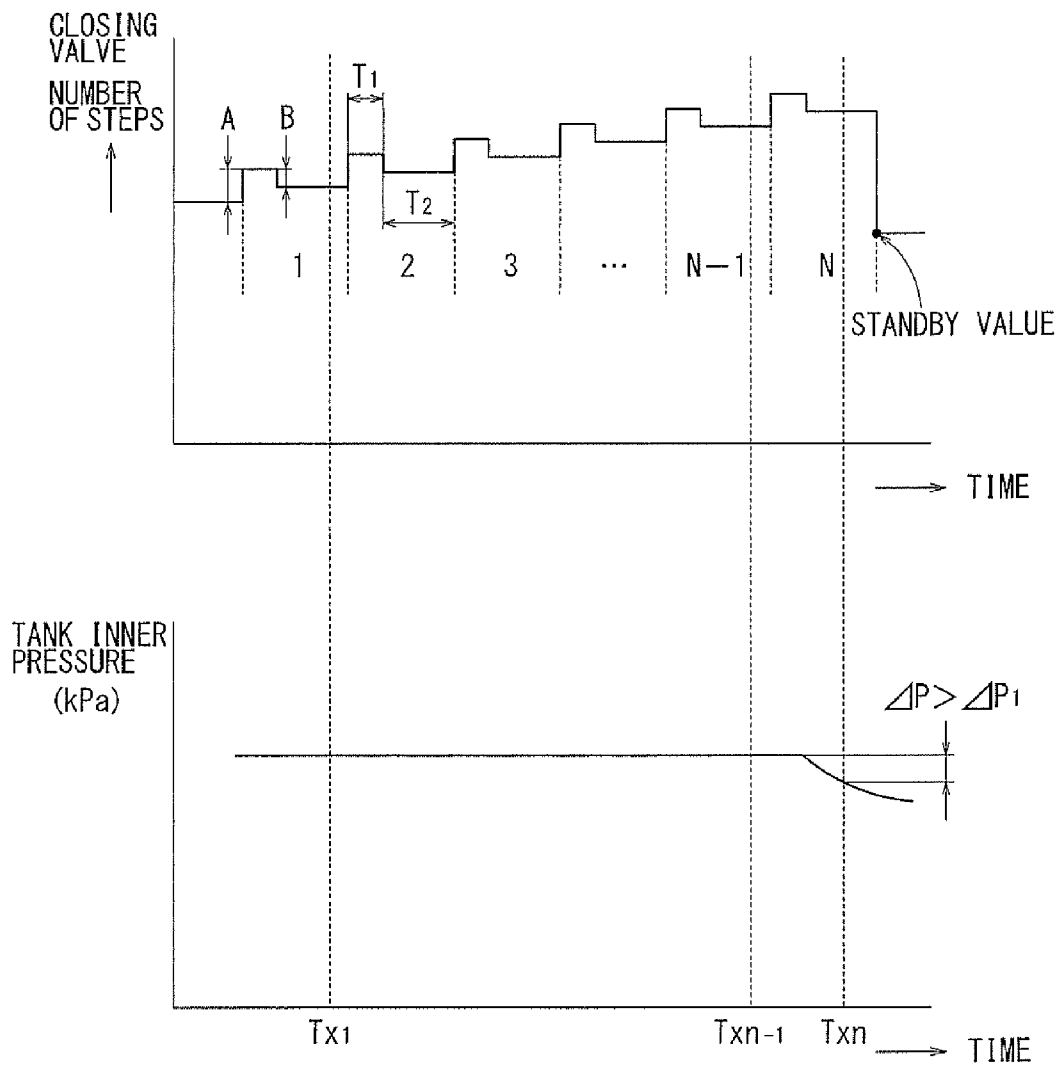 CLOSING
VALVE
NUMBER
OF STEPS
A
B
T1
T2
1
2
3
...
N-1
N
STANDBY VALUE
TIME
TANK INNER
PRESSURE
(kPa)
⊿P> ⊿P1
Tx1
Txn-1
Txn
TIME